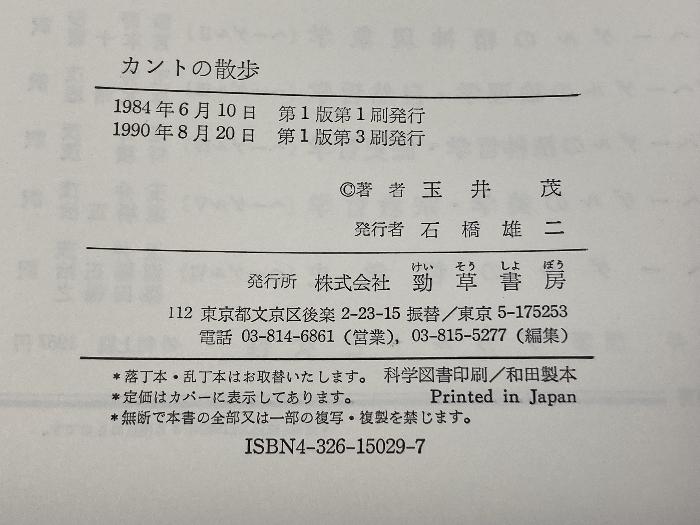 カントの散歩
1984年6月10日 第1版第1刷発行
1990年8月20日 第1版第3刷発行
©著者 玉井茂
発行者 石橋雄二
けいそうしよぼう
発行所 株式会社 勁草書房
112 東京都文京区後楽 2-23-15 振替／東京 5-175253
電話 03-814-6861 (営業), 03-815-5277 (編集)
*落丁本・乱丁本はお取替いたします。 科学図書印刷／和田製本
*定価はカバーに表示してあります。 Printed in Japan
*無断で本書の全部又は一部の複写・複製を禁じます。
ISBN4-326-15029-7